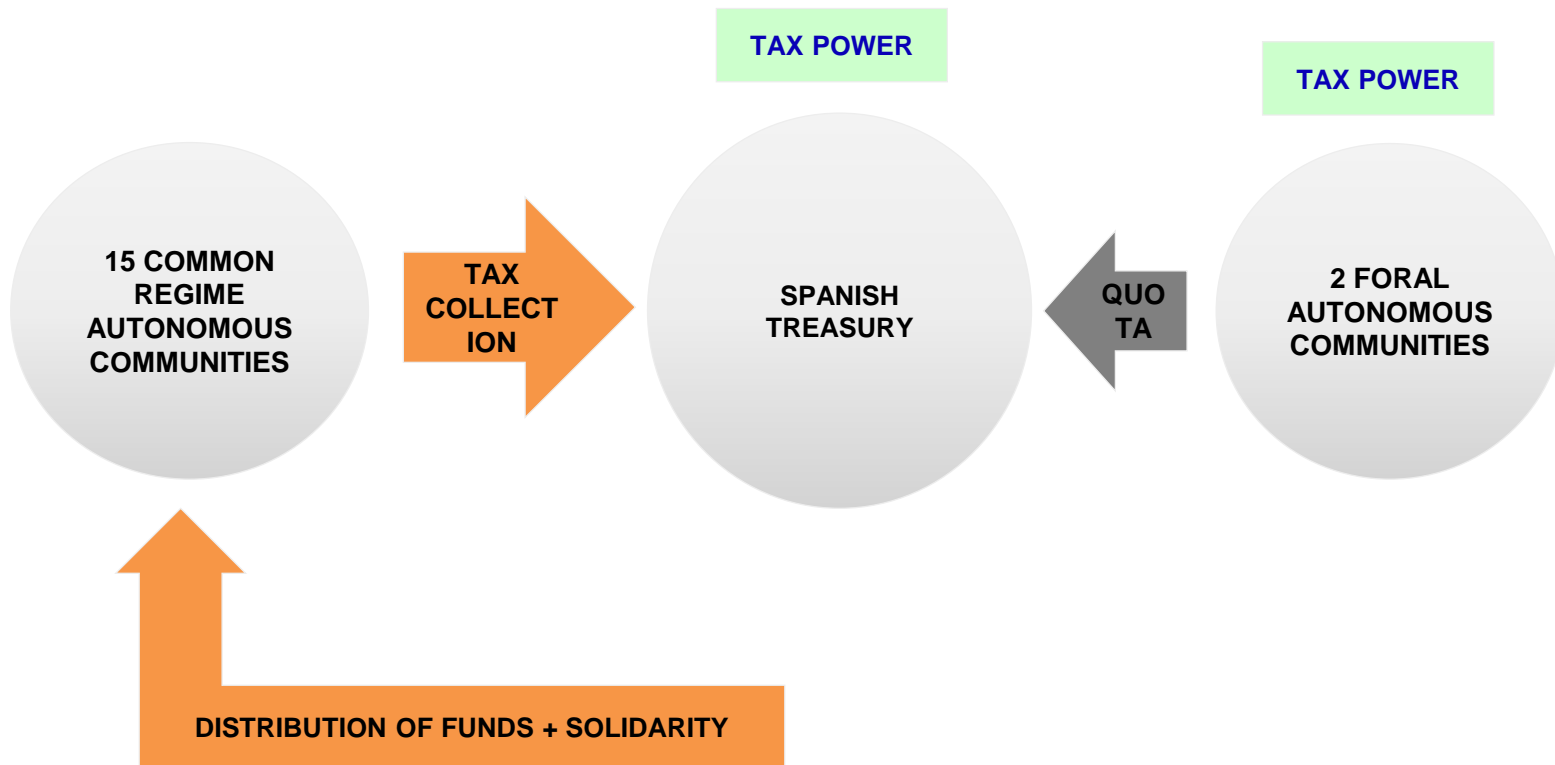 TAX POWER
TAX POWER
15 COMMON
REGIME
AUTONOMOUS
COMMUNITIES
TAX
COLLECT
ION
SPANISH
TREASURY
QUO
TA
2 FORAL
AUTONOMOUS
COMMUNITIES
DISTRIBUTION OF FUNDS + SOLIDARITY